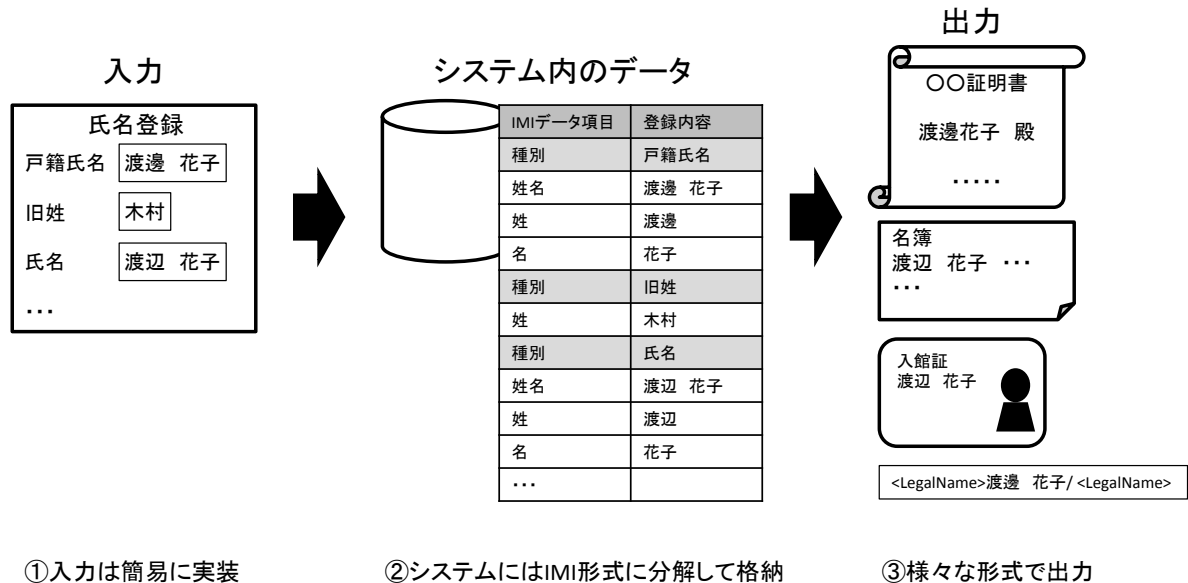 入力
氏名登録
戸籍氏名 渡邊 花子
旧姓 木村
氏名 渡辺 花子
･･･
システム内のデータ
IMIデータ項目 登録内容
種別 戸籍氏名
姓名 渡邊 花子
姓 渡邊
名 花子
種別 旧姓
姓 木村
種別 氏名
姓名 渡辺 花子
姓 渡辺
名 花子
･･･
出力
〇〇証明書
渡邊花子 殿
･････
名簿
渡辺 花子 ･･･
･･･
入館証
渡辺 花子
<LegalName>渡邊 花子/ <LegalName>
①入力は簡易に実装
②システムにはIMI形式に分解して格納
③様々な形式で出力